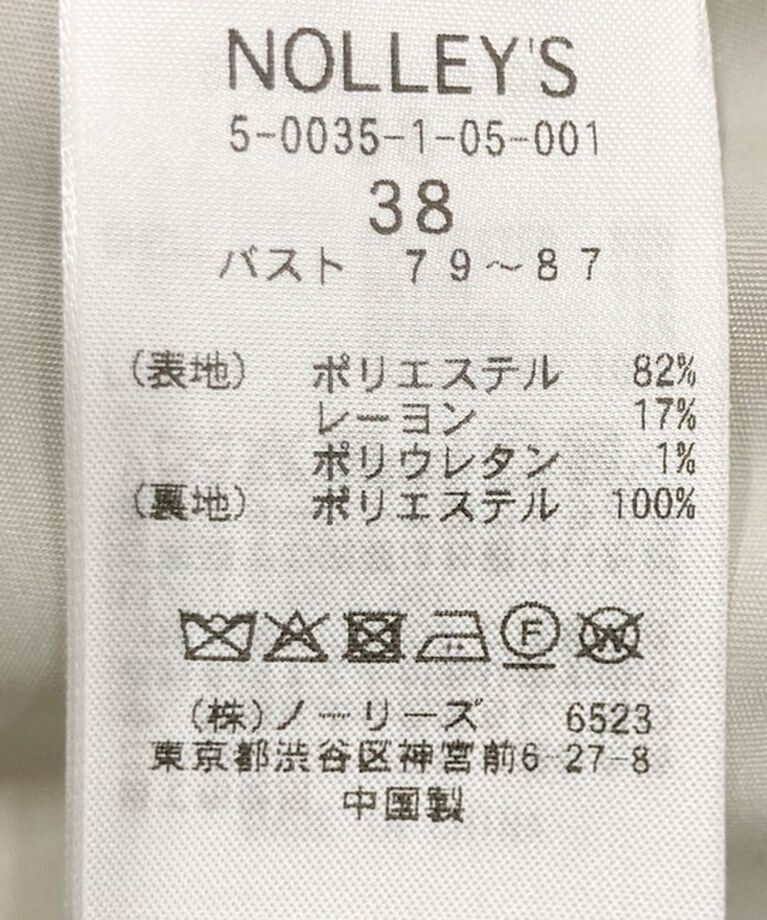 NOLLEY'S
5-0035-1-05-001
38
バスト 79～87
(表地) ポリエステル 82%
レーヨン 17%
ポリウレタン 1%
(裏地) ポリエステル 100%
F W
(株)ノーリーズ 6523
東京都渋谷区神宮前6-27-8
中国製